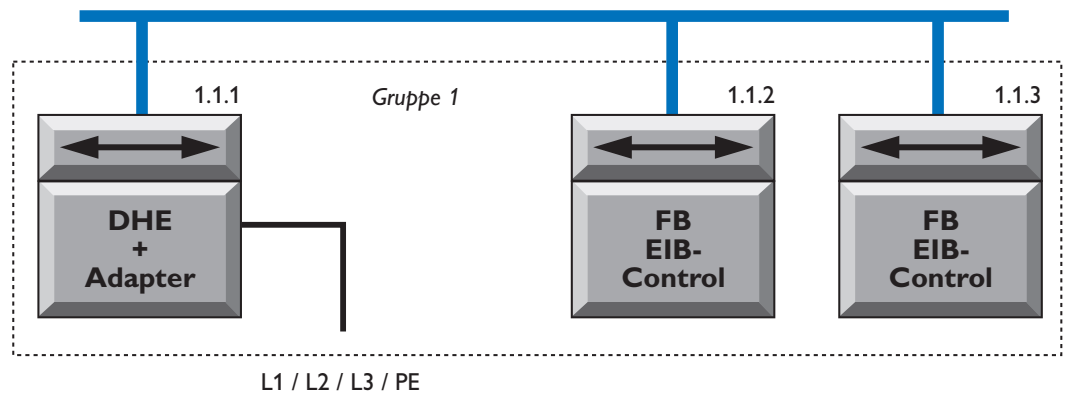 1.1.1
Gruppe 1
1.1.2
1.1.3
DHE
+
Adapter
FB
EIB-
Control
FB
EIB-
Control
L1 / L2 / L3 / PE